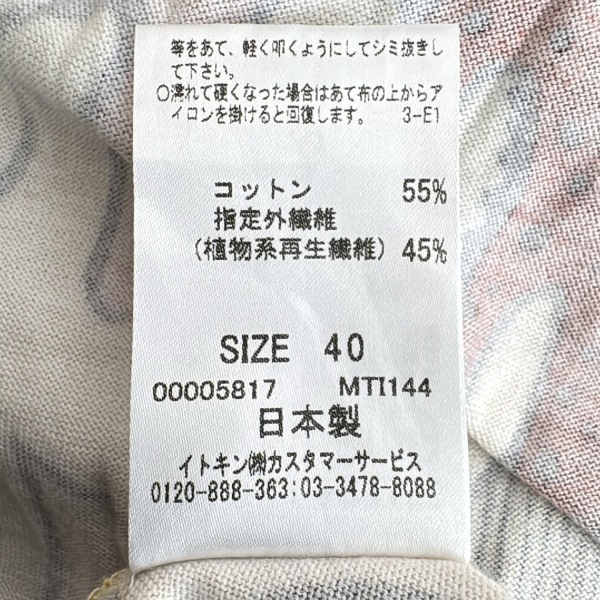 等をあて、軽く叩くようにしてシミ抜きし
て下さい。
○濡れて硬くなった場合はあて布の上からア
イロンを掛けると回復します。 3-E1
コットン 55%
指定外繊維
(植物系再生繊維) 45%
SIZE 40
00005817 MTI144
日本製
イトキン㈱カスタマーサービス
0120-888-363:03-3478-8088